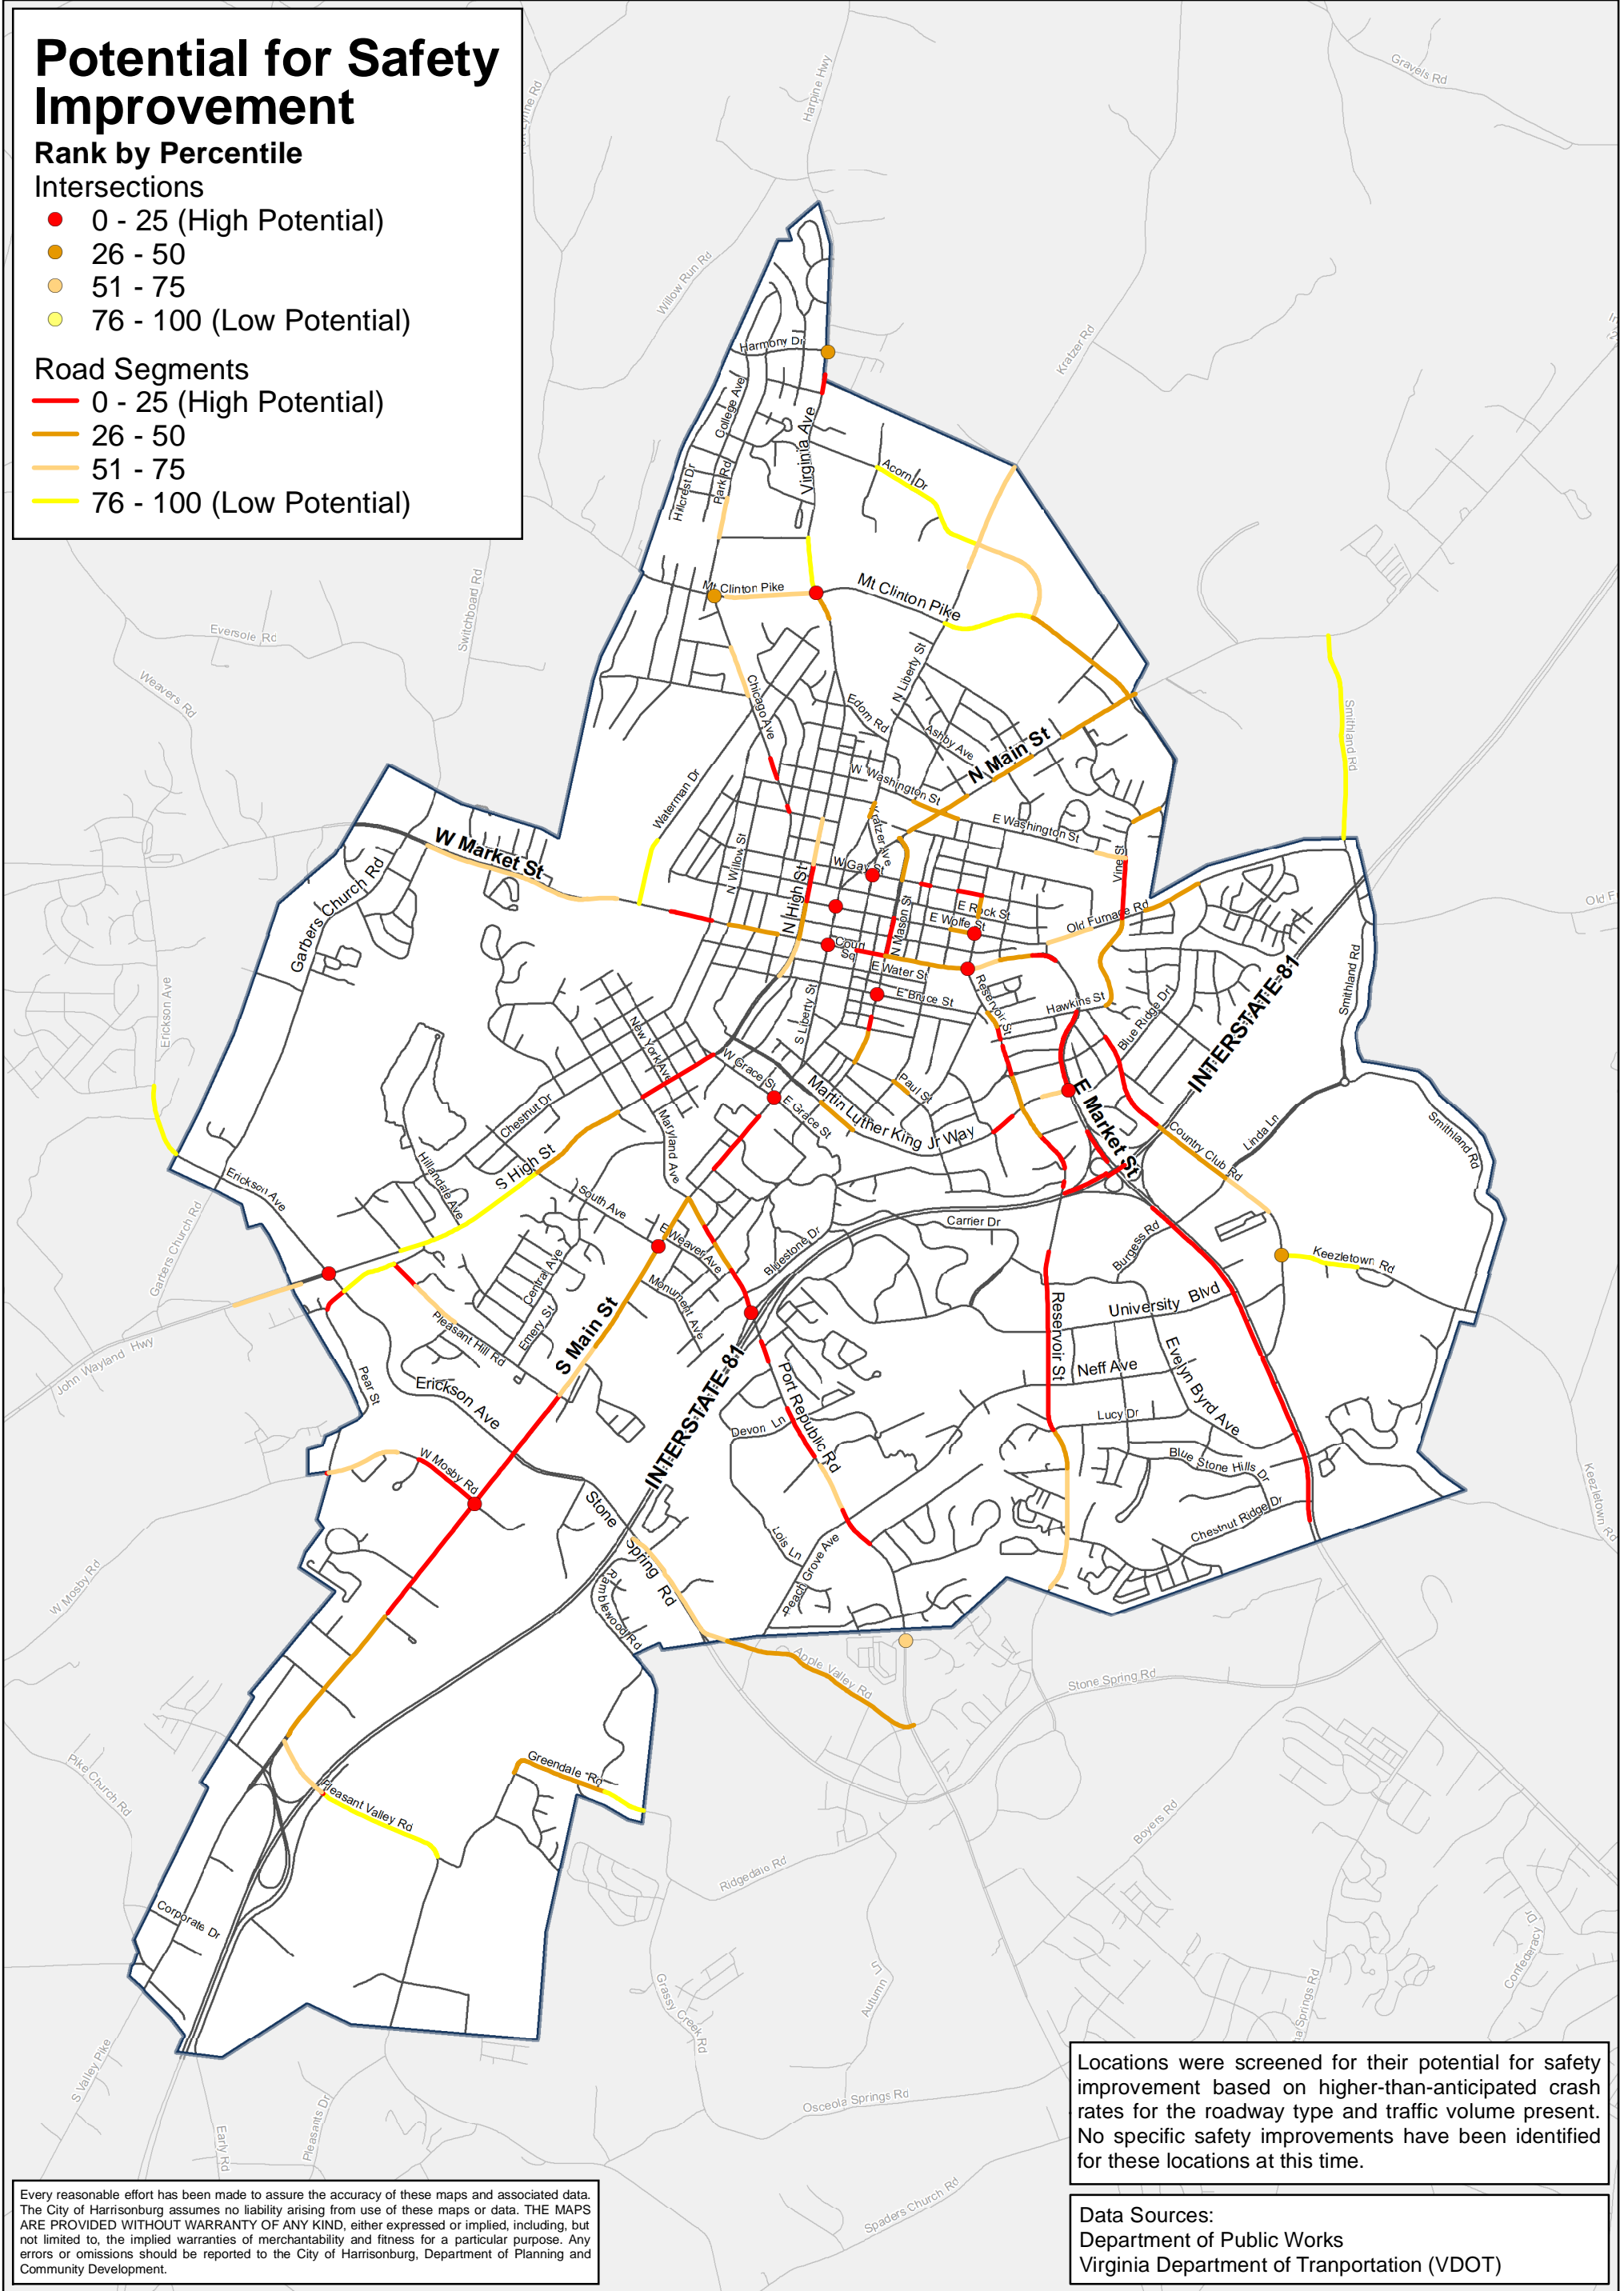 Potential for Safety
Improvement
Rank by Percentile
Intersections
0 - 25 (High Potential)
26 - 50
51 - 75
76 - 100 (Low Potential)
Road Segments
0 - 25 (High Potential)
26 - 50
51 - 75
76 - 100 (Low Potential)
Harpine Hwy
Gravels Rd
Willow Run Rd
Kratzer Rd
Harmony Dr
College Ave
Virginia Ave
Hillcrest Dr
Park Rd
Acorn Dr
Mt Clinton Pike
Mt Clinton Pike
Switchboard Rd
Eversole Rd
Weavers Rd
Smithland Rd
N Liberty St
Chicago Ave
Edom Rd
Ashby Ave
N Main St
W Washington St
E Washington St
Waterman Dr
Kratzer Ave
W Market St
N Willow St
W Gay St
Vine St
Garbers Church Rd
N High St
N Mason St
E Rock St
E Wolfe St
Old Furnace Rd
Court
Sq
E Water St
E Bruce St
Reservoir St
Hawkins St
Blue Ridge Dr
INTERSTATE-81
Smithland Rd
Erickson Ave
S Liberty St
New York Ave
W Grace St
E Grace St
Martin Luther King Jr Way
Paul St
E Market St
Country Club Rd
Linda Ln
Smithland Rd
Chestnut Dr
Maryland Ave
S High St
Hillandale Ave
Erickson Ave
Garbers Church Rd
South Ave
E Weaver Ave
Bluestone Dr
Carrier Dr
Burgess Rd
Keezletown Rd
Central Ave
Monument Ave
Emery St
University Blvd
Reservoir St
John Wayland Hwy
Pleasant Hill Rd
S Main St
Pear St
Erickson Ave
INTERSTATE-81
Port Republic Rd
Neff Ave
Evelyn Byrd Ave
Devon Ln
Lucy Dr
Blue Stone Hills Dr
W Mosby Rd
Stone Spring Rd
Chestnut Ridge Dr
Keezletown Rd
W Mosby Rd
Lois Ln
Peach Grove Ave
Ramblewood Rd
Apple Valley Rd
Stone Spring Rd
Pike Church Rd
Greendale Rd
Pleasant Valley Rd
Boyers Rd
Ridgedale Rd
Corporate Dr
Confederacy Dr
Grassy Creek Rd
Autumn
S Valley Pike
Early Rd
Pleasants Dr
Osceola Springs Rd
Spaders Church Rd
Locations were screened for their potential for safety
improvement based on higher-than-anticipated crash
rates for the roadway type and traffic volume present.
No specific safety improvements have been identified
for these locations at this time.
Every reasonable effort has been made to assure the accuracy of these maps and associated data.
The City of Harrisonburg assumes no liability arising from use of these maps or data. THE MAPS
ARE PROVIDED WITHOUT WARRANTY OF ANY KIND, either expressed or implied, including, but
not limited to, the implied warranties of merchantability and fitness for a particular purpose. Any
errors or omissions should be reported to the City of Harrisonburg, Department of Planning and
Community Development.
Data Sources:
Department of Public Works
Virginia Department of Tranportation (VDOT)